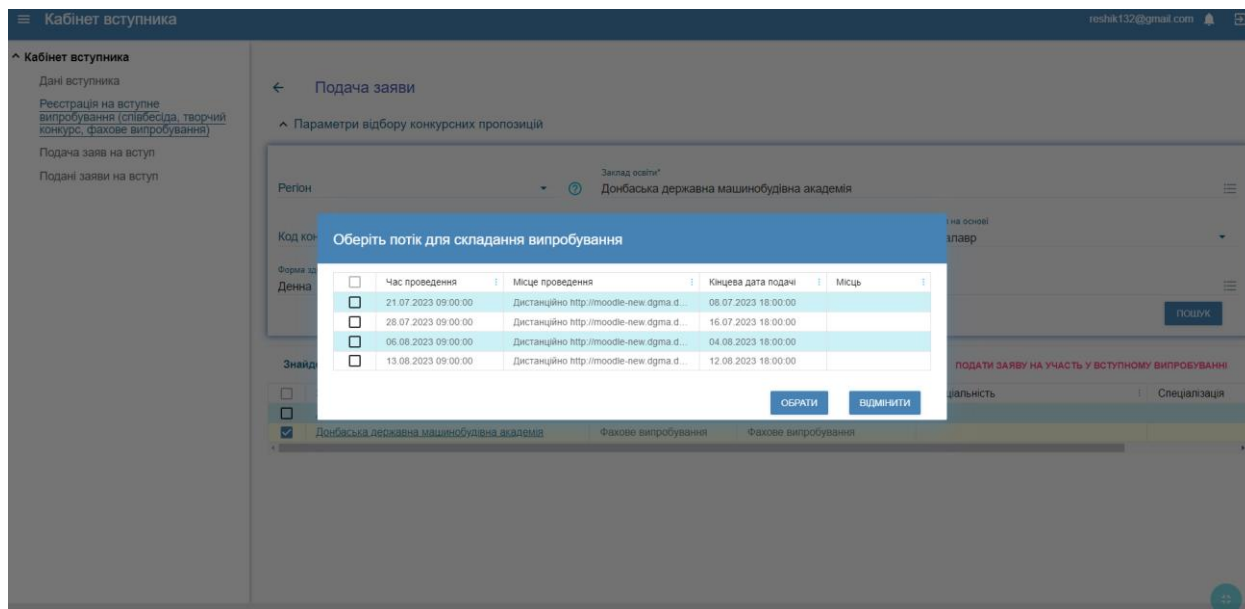 Кабінет вступника
reshik132@gmail.com
Кабінет вступника
Дані вступника
Реєстрація на вступне
випробування (співбесіда, творчий
конкурс, фахове випробування)
Подача заяв на вступ
Подані заяви на вступ
Подача заяви
Параметри відбору конкурсних пропозицій
Заклад освіти*
Регіон
Донбаська державна машинобудівна академія
на основі
Код
Оберіть потік для складання випробування
Форма
Денна
Час проведення Місце проведення Кінцева дата подачі Місць
21.07.2023 09:00:00 Дистанційно http://moodle-new.dgma.d... 08.07.2023 18:00:00
28.07.2023 09:00:00 Дистанційно http://moodle-new.dgma.d... 16.07.2023 18:00:00
06.08.2023 09:00:00 Дистанційно http://moodle-new.dgma.d... 04.08.2023 18:00:00
13.08.2023 09:00:00 Дистанційно http://moodle-new.dgma.d... 12.08.2023 18:00:00
ПОШУК
ПОДАТИ ЗАЯВУ НА УЧАСТЬ У ВСТУПНОМУ ВИПРОБУВАННІ
ОБРАТИ ВІДМІНИТИ
Спеціалізація
Донбаська державна машинобудівна академія Фахове випробування Фахове випробування